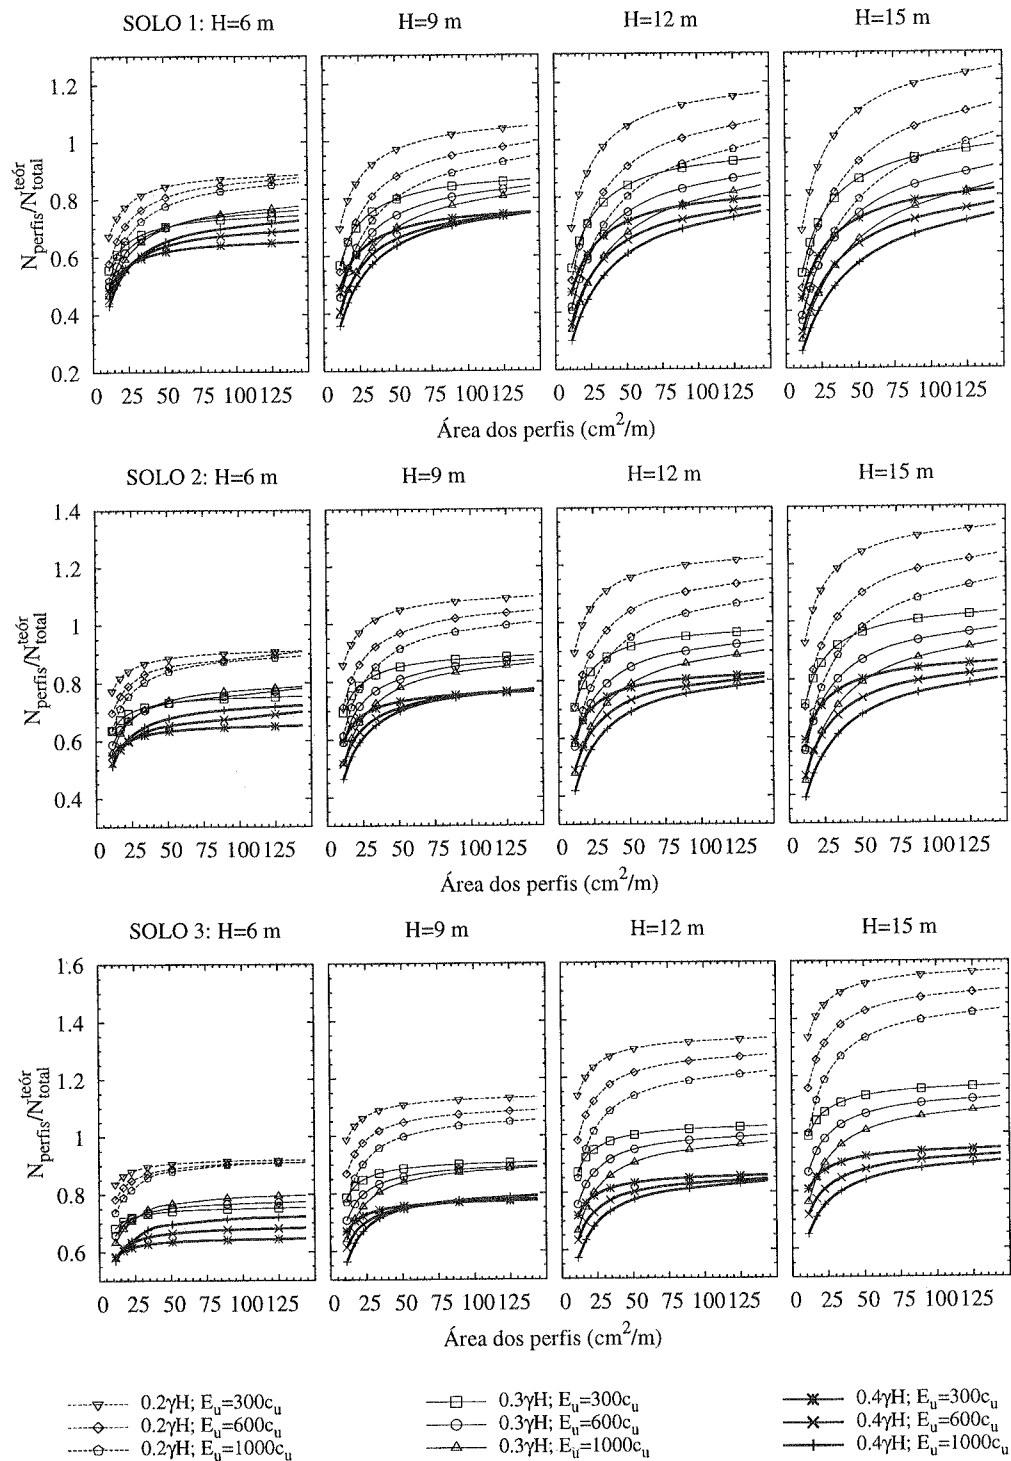 SOLO 1: H=6 m H=9 m H=12 m H=15 m
1.2
1
0.8
0.6
0.4
0.2
N_perfis/N_total^teór
0 25 50 75 100 125 0 25 50 75 100 125 0 25 50 75 100 125 0 25 50 75 100 125
Área dos perfis (cm²/m)
SOLO 2: H=6 m H=9 m H=12 m H=15 m
1.4
1.2
1
0.8
0.6
0.4
N_perfis/N_total^teór
0 25 50 75 100 125 0 25 50 75 100 125 0 25 50 75 100 125 0 25 50 75 100 125
Área dos perfis (cm²/m)
SOLO 3: H=6 m H=9 m H=12 m H=15 m
1.6
1.4
1.2
1
0.8
0.6
N_perfis/N_total^teór
0 25 50 75 100 125 0 25 50 75 100 125 0 25 50 75 100 125 0 25 50 75 100 125
Área dos perfis (cm²/m)
0.2γH; E_u=300c_u 0.3γH; E_u=300c_u 0.4γH; E_u=300c_u
0.2γH; E_u=600c_u 0.3γH; E_u=600c_u 0.4γH; E_u=600c_u
0.2γH; E_u=1000c_u 0.3γH; E_u=1000c_u 0.4γH; E_u=1000c_u